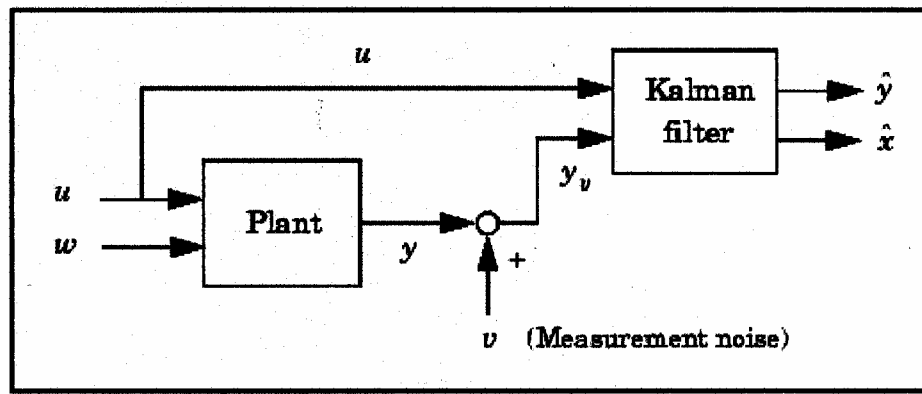 u
Kalman
filter
ŷ
x̂
u
w
Plant
y
y_v
+
v (Measurement noise)